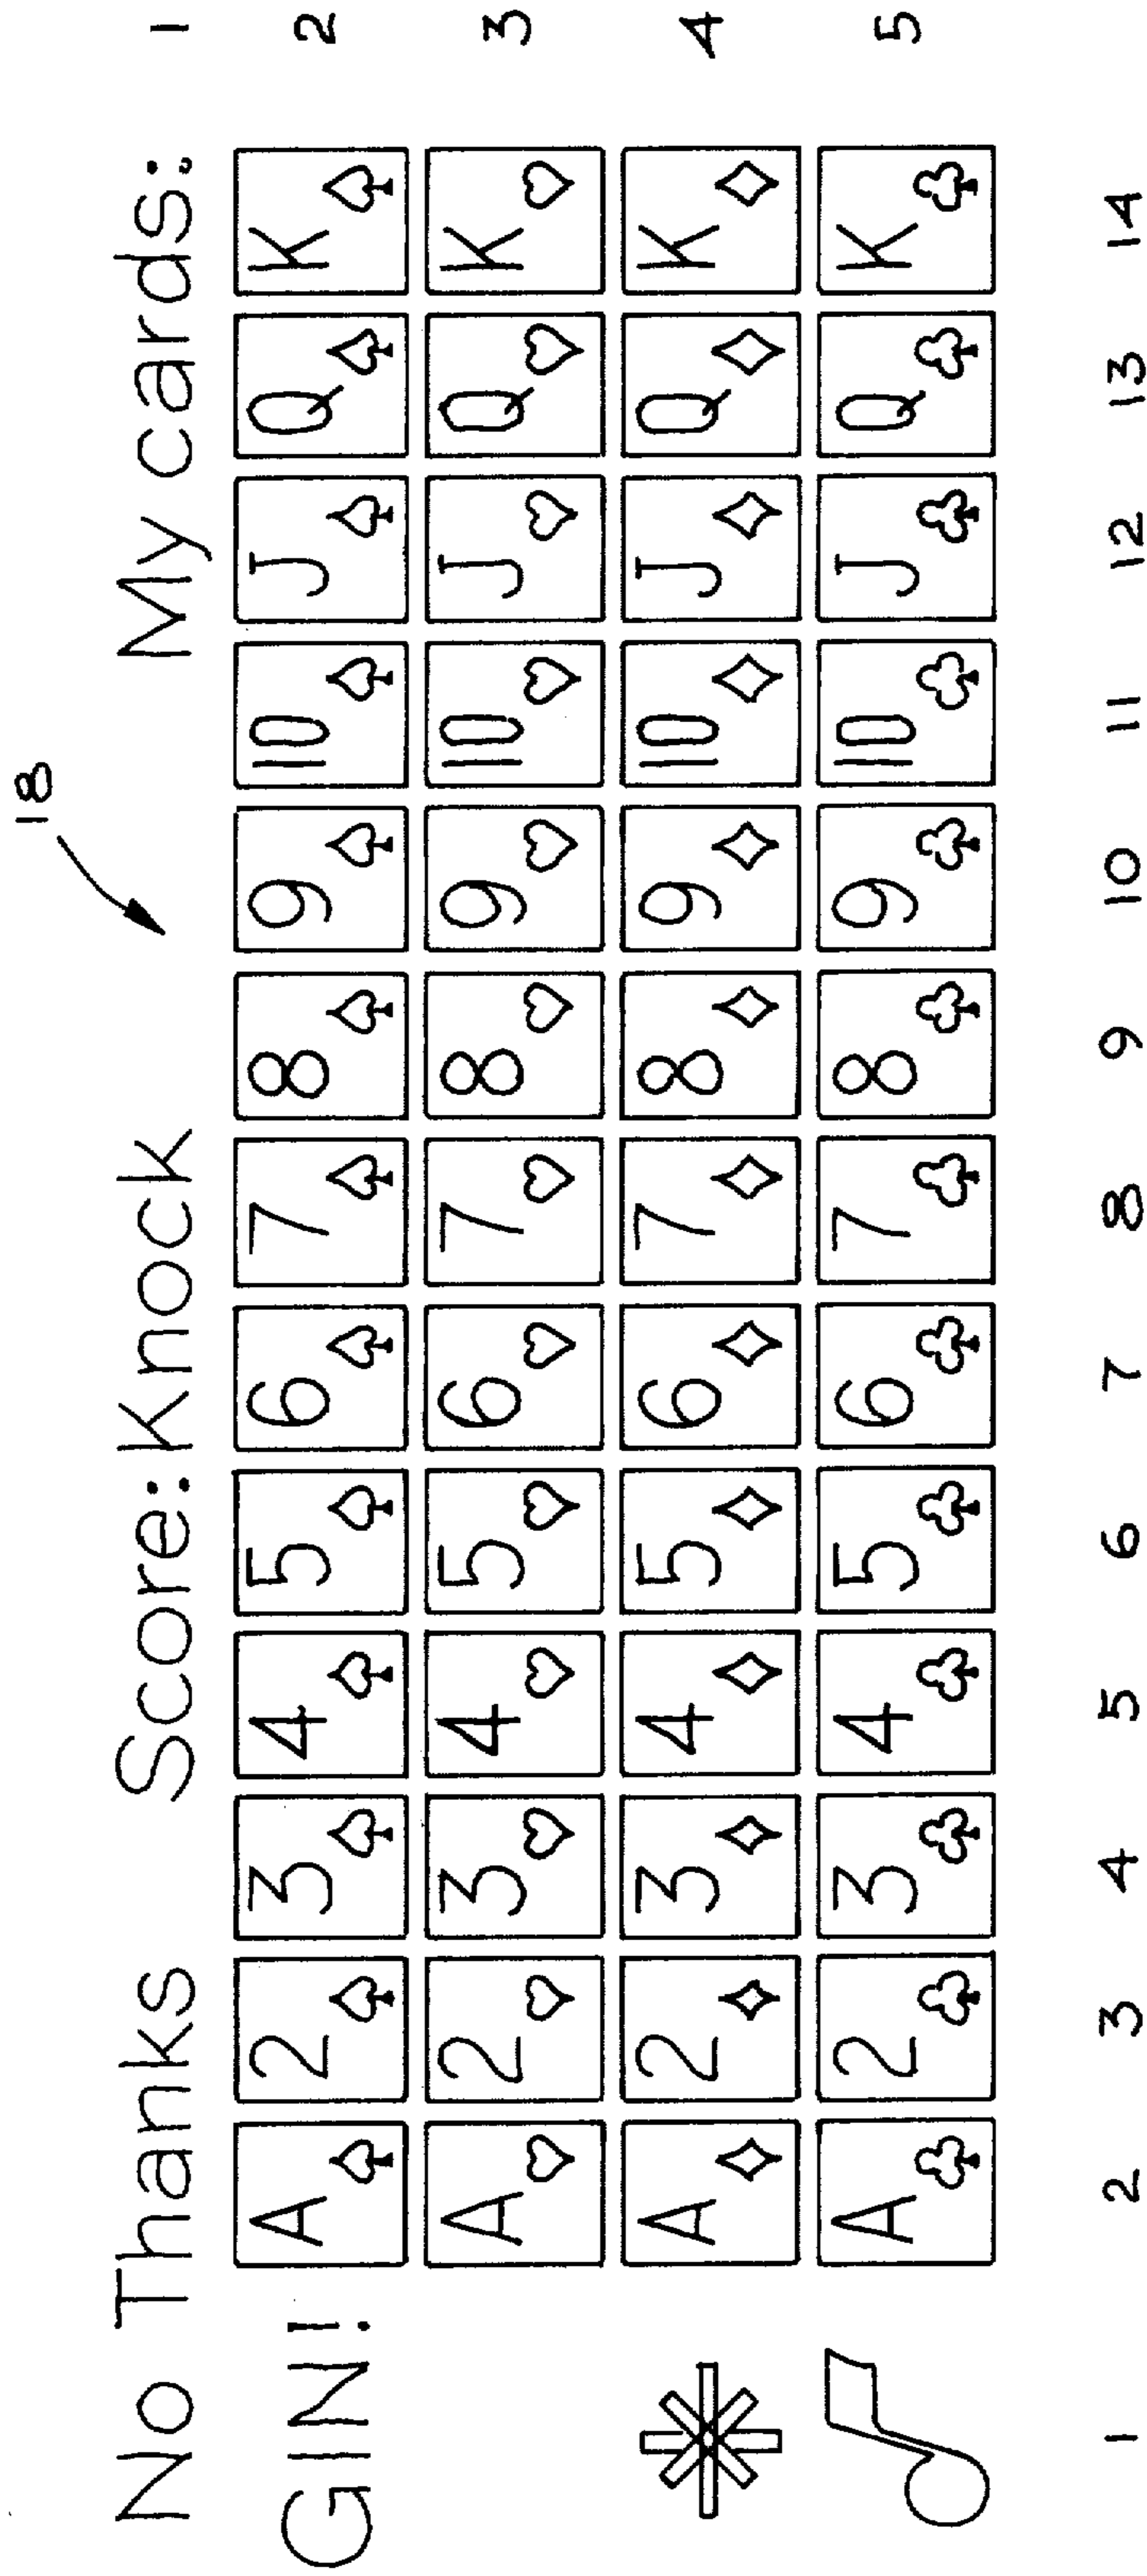 18
No Thanks Score: Knock My cards: 1
GIN! A♠ 2♠ 3♠ 4♠ 5♠ 6♠ 7♠ 8♠ 9♠ 10♠ J♠ Q♠ K♠ 2
A♡ 2♡ 3♡ 4♡ 5♡ 6♡ 7♡ 8♡ 9♡ 10♡ J♡ Q♡ K♡ 3
A♢ 2♢ 3♢ 4♢ 5♢ 6♢ 7♢ 8♢ 9♢ 10♢ J♢ Q♢ K♢ 4
A♣ 2♣ 3♣ 4♣ 5♣ 6♣ 7♣ 8♣ 9♣ 10♣ J♣ Q♣ K♣ 5
1 2 3 4 5 6 7 8 9 10 11 12 13 14